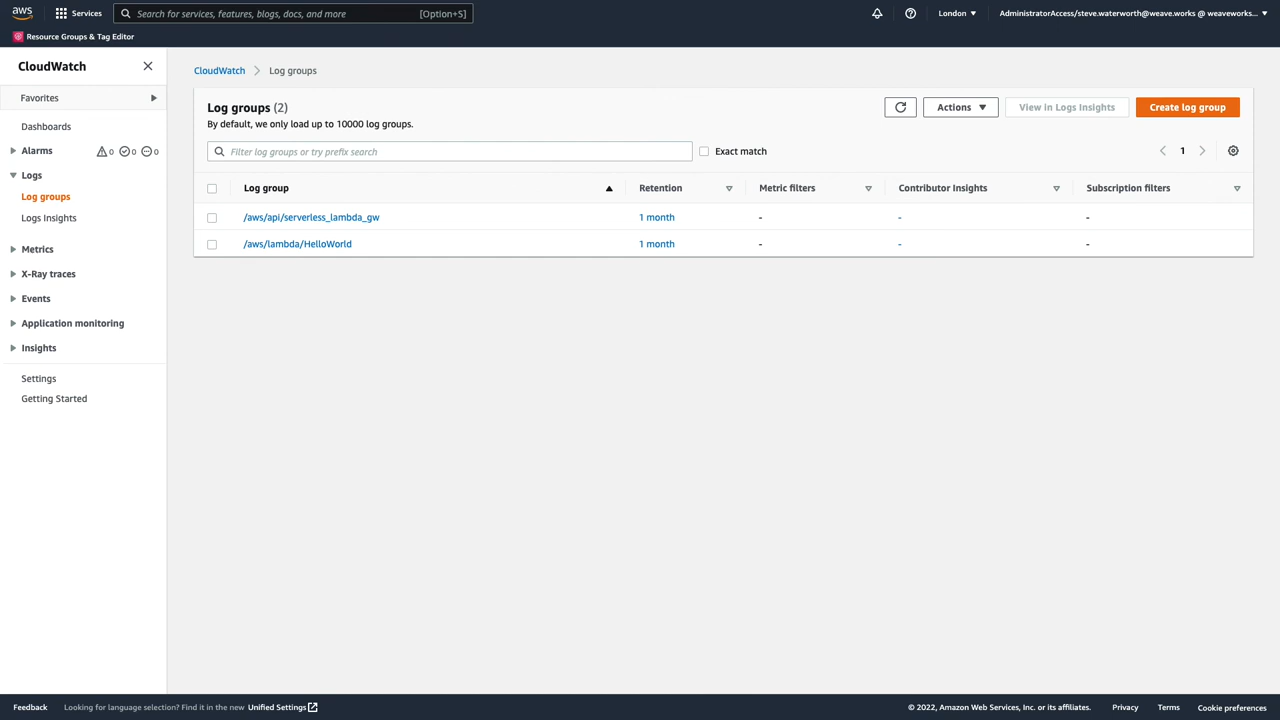 aws Services Search for services, features, blogs, docs, and more [Option+S] London AdministratorAccess/steve.waterworth@weave.works @ weaveworks...
Resource Groups & Tag Editor
CloudWatch
Favorites
Dashboards
Alarms 0 0 0
Logs
Log groups
Logs Insights
Metrics
X-Ray traces
Events
Application monitoring
Insights
Settings
Getting Started
CloudWatch Log groups
Log groups (2)
By default, we only load up to 10000 log groups.
Actions View in Logs Insights Create log group
Filter log groups or try prefix search Exact match 1
Log group Retention Metric filters Contributor Insights Subscription filters
/aws/api/serverless_lambda_gw 1 month - - -
/aws/lambda/HelloWorld 1 month - - -
Feedback Looking for language selection? Find it in the new Unified Settings © 2022, Amazon Web Services, Inc. or its affiliates. Privacy Terms Cookie preferences